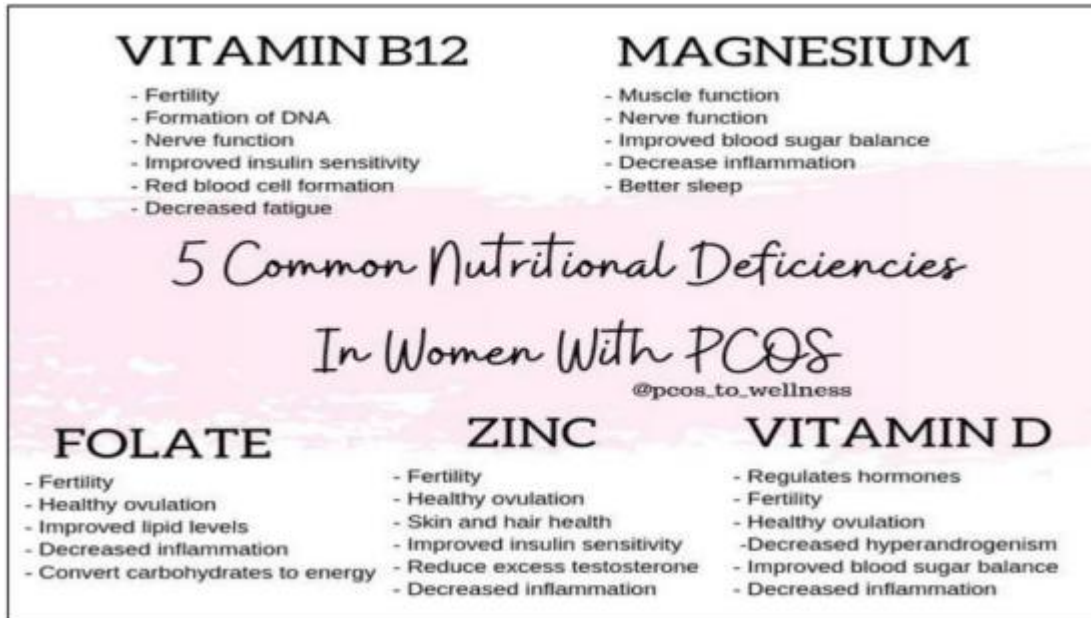 VITAMIN B12
- Fertility
- Formation of DNA
- Nerve function
- Improved insulin sensitivity
- Red blood cell formation
- Decreased fatigue
MAGNESIUM
- Muscle function
- Nerve function
- Improved blood sugar balance
- Decrease inflammation
- Better sleep
5 Common Nutritional Deficiencies
In Women With PCOS
@pcos_to_wellness
FOLATE
- Fertility
- Healthy ovulation
- Improved lipid levels
- Decreased inflammation
- Convert carbohydrates to energy
ZINC
- Fertility
- Healthy ovulation
- Skin and hair health
- Improved insulin sensitivity
- Reduce excess testosterone
- Decreased inflammation
VITAMIN D
- Regulates hormones
- Fertility
- Healthy ovulation
-Decreased hyperandrogenism
- Improved blood sugar balance
- Decreased inflammation